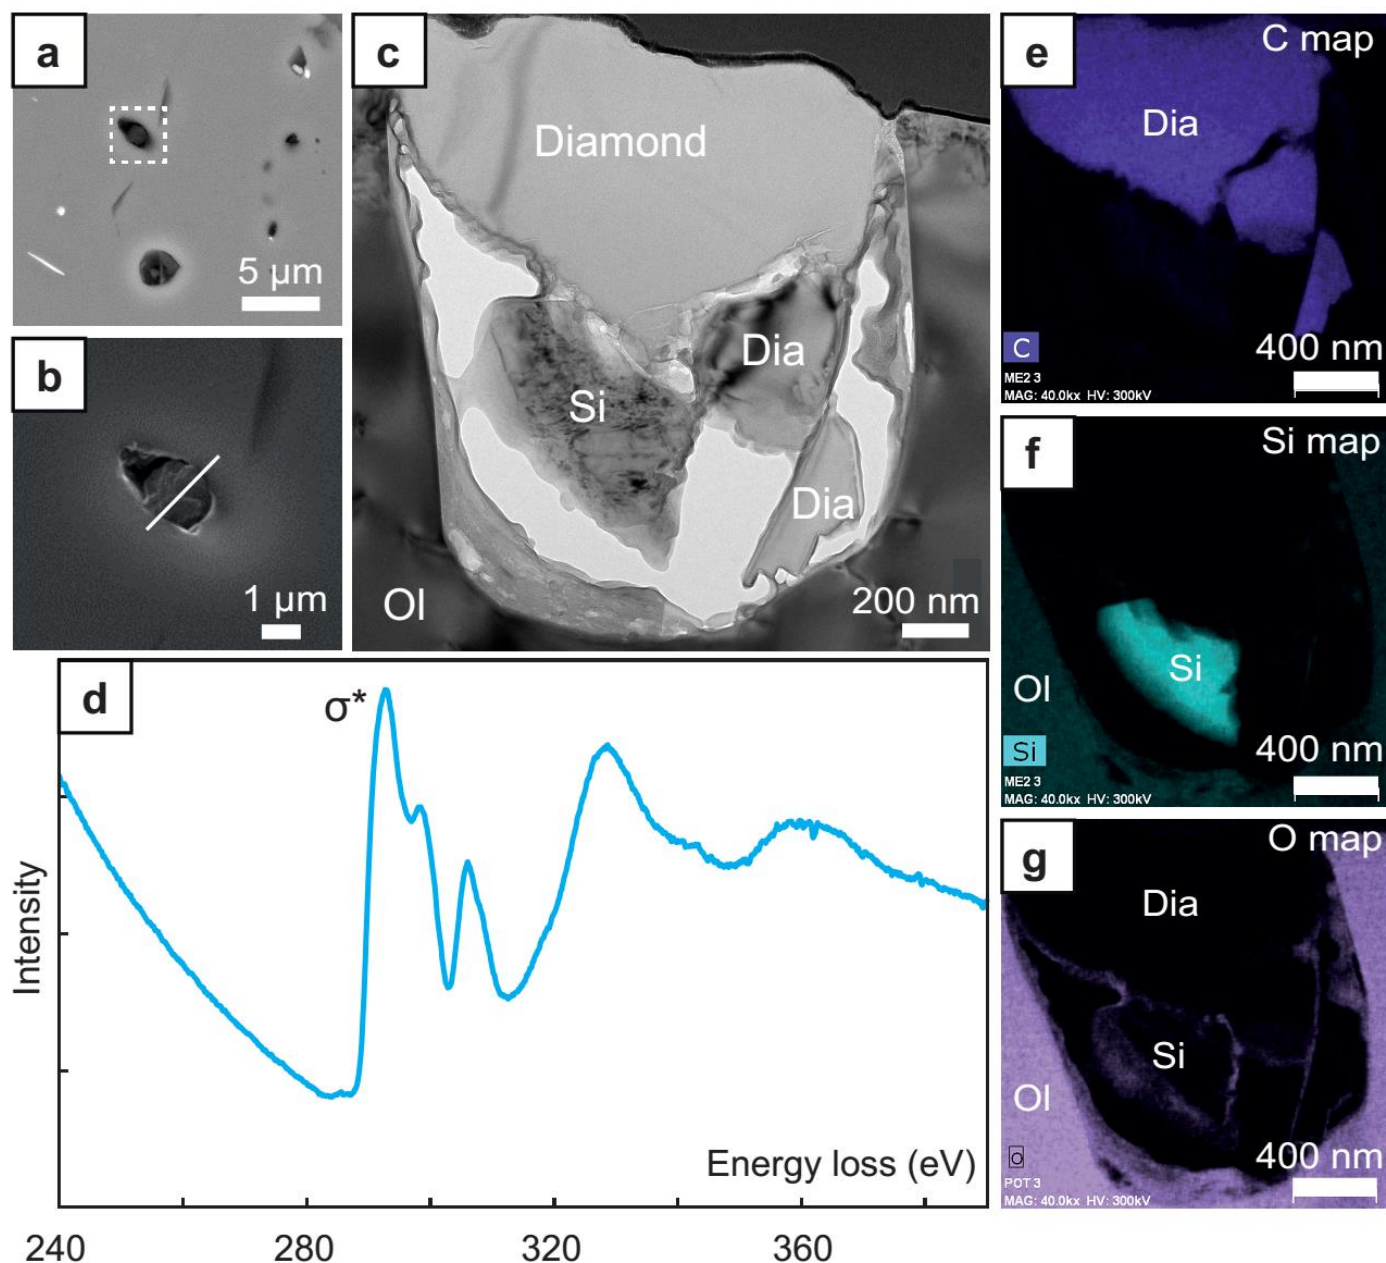 a
5 µm
b
1 µm
c
Diamond
Dia
Si
Dia
Ol
200 nm
d
σ*
Intensity
Energy loss (eV)
240 280 320 360
e
C map
Dia
C
400 nm
ME2 3
MAG: 40.0kx HV: 300kV
f
Si map
Si
Ol
Si
400 nm
ME2 3
MAG: 40.0kx HV: 300kV
g
O map
Dia
Si
Ol
O
400 nm
POT 3
MAG: 40.0kx HV: 300kV